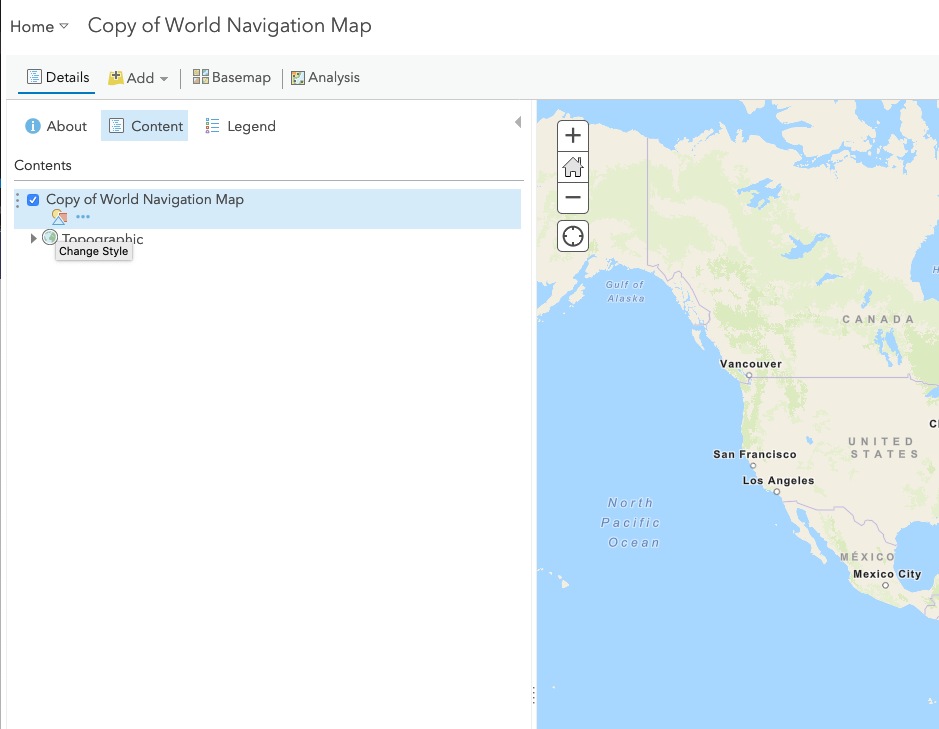 Home Copy of World Navigation Map
Details Add Basemap Analysis
About Content Legend
Contents
Copy of World Navigation Map
Topographic
Change Style
Gulf of
Alaska
CANADA
Vancouver
UNITED
STATES
San Francisco
Los Angeles
North
Pacific
Ocean
MÉXICO
Mexico City